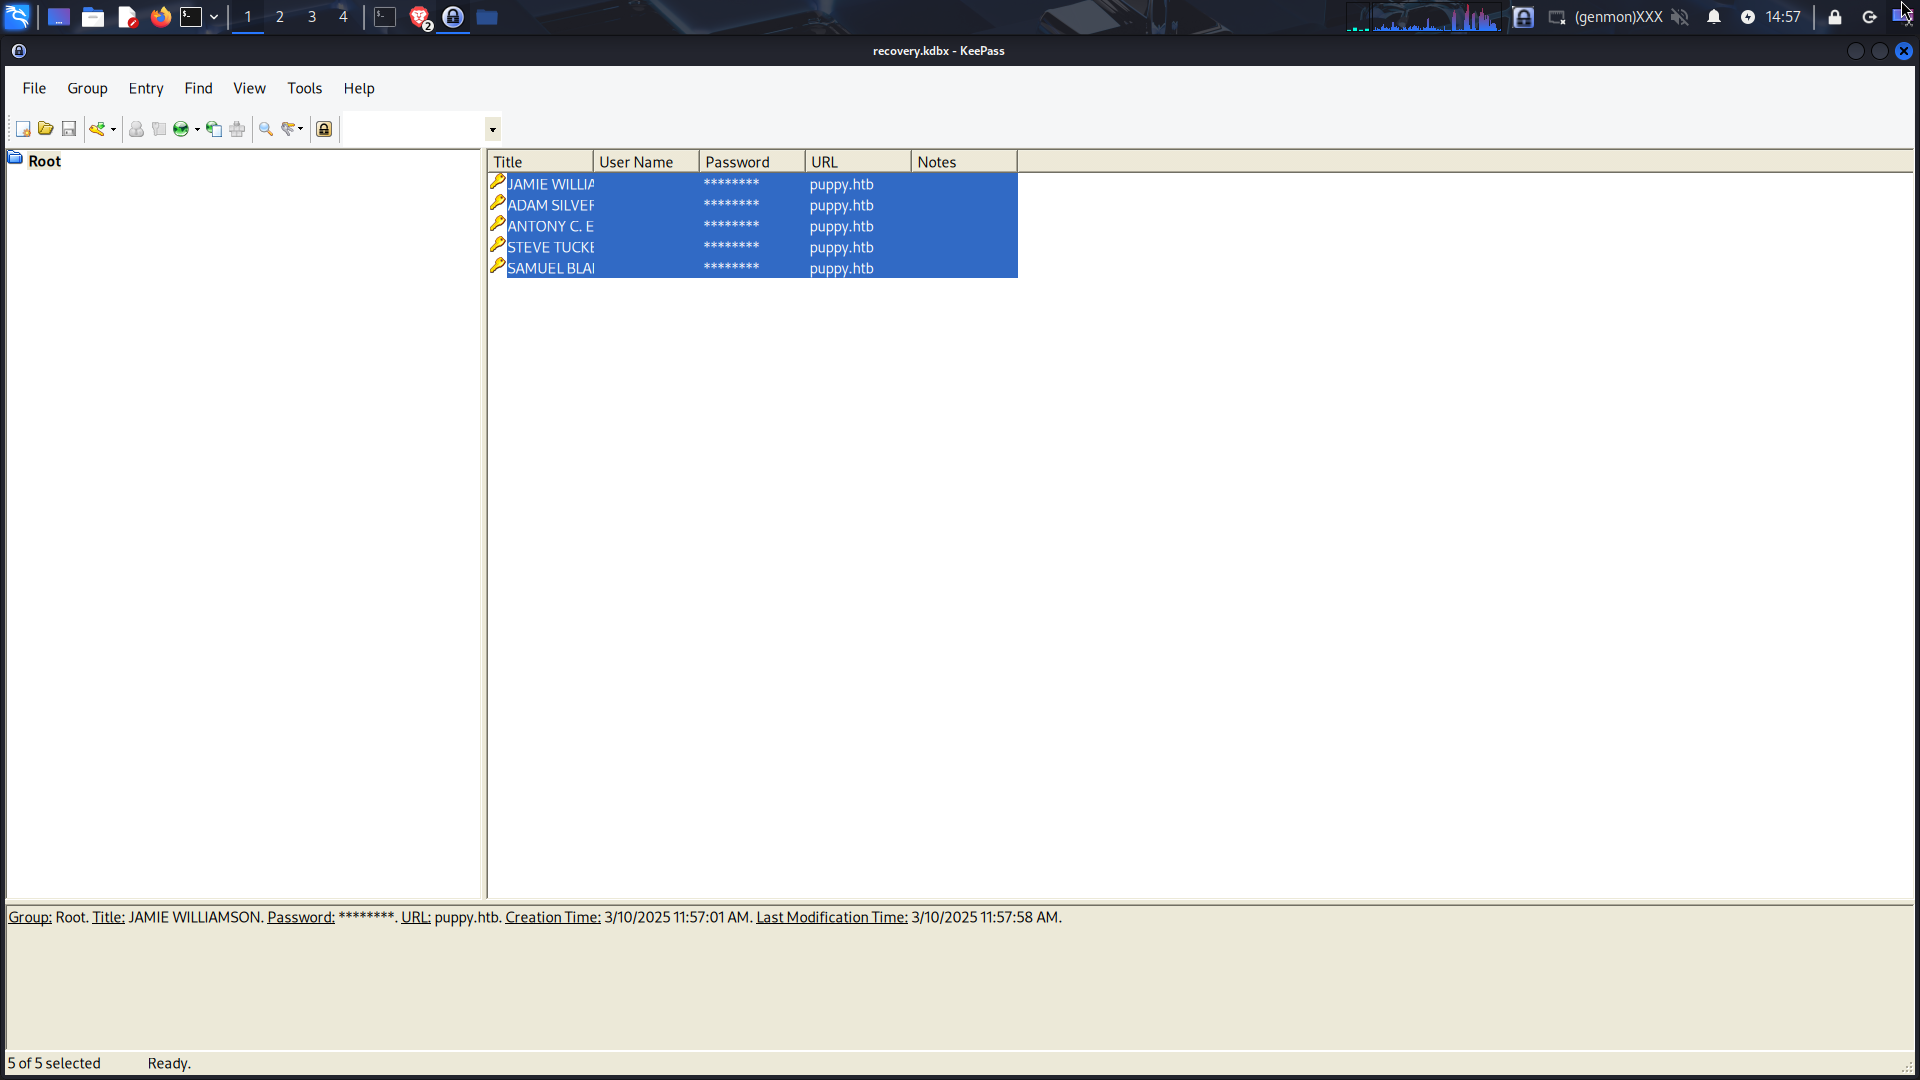 1 2 3 4 2 (genmon)XXX 14:57
recovery.kdbx - KeePass
File Group Entry Find View Tools Help
Root
Title User Name Password URL Notes
JAMIE WILLIA ******** puppy.htb
ADAM SILVER ******** puppy.htb
ANTONY C. E ******** puppy.htb
STEVE TUCKE ******** puppy.htb
SAMUEL BLA ******** puppy.htb
Group: Root. Title: JAMIE WILLIAMSON. Password: ********. URL: puppy.htb. Creation Time: 3/10/2025 11:57:01 AM. Last Modification Time: 3/10/2025 11:57:58 AM.
5 of 5 selected Ready.